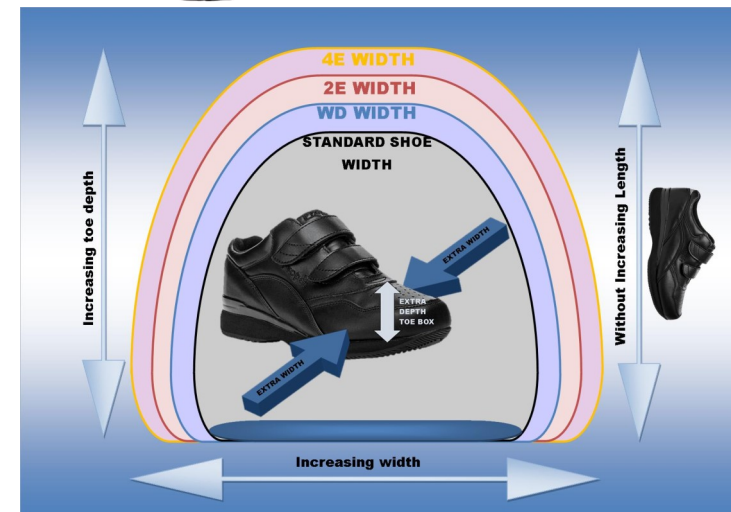 4E WIDTH
2E WIDTH
WD WIDTH
STANDARD SHOE
WIDTH
Increasing toe depth
Without Increasing Length
EXTRA WIDTH
EXTRA
DEPTH
TOE BOX
EXTRA WIDTH
Increasing width